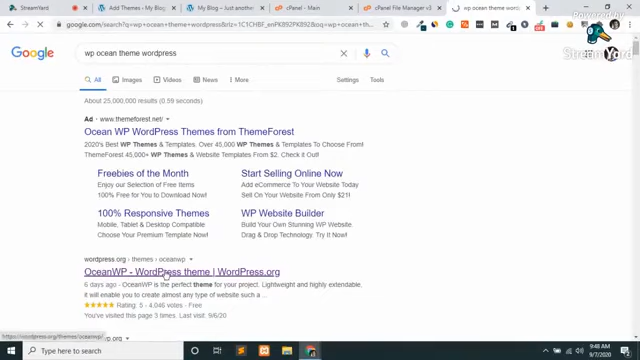 StreamYard
Add Themes ‹ My Blog
My Blog – Just another
cPanel - Main
cPanel File Manager v3
wp ocean theme wordpress
Powered by
StreamYard
google.com/search?q=wp+ocean+theme+wordpress
Google
wp ocean theme wordpress
All
Images
Videos
News
More
Settings
Tools
About 25,000,000 results (0.59 seconds)
Ad · www.themeforest.net/
Ocean WP WordPress Themes from ThemeForest
2020's Best WP Themes & Templates. Over 45,000 WP Themes & Templates To Choose From!
ThemeForest 45,000+ WP Themes & Website Templates From $2. Check it Out!
Freebies of the Month
Start Selling Online Now
Enjoy our Selection of Free Items
Add eCommerce To Your Website Today
100% Free for You to Download Now!
Sell On Your Website From Only $21!
100% Responsive Themes
WP Website Builder
Mobile, Tablet & Desktop Compatible
Build Your Own Stunning WP Website
Choose Your Premium Template Now!
Drag & Drop Technology. Try It Now!
wordpress.org › themes › oceanwp
OceanWP - WordPress theme | WordPress.org
6 days ago - OceanWP is the perfect theme for your project. Lightweight and highly extendable,
it will enable you to create almost any type of website such a ...
Rating: 5 - 4,046 votes - Free
You've visited this page 3 times. Last visit: 9/6/20
https://wordpress.org/themes/oceanwp/
Type here to search
9:48 AM
9/7/2020